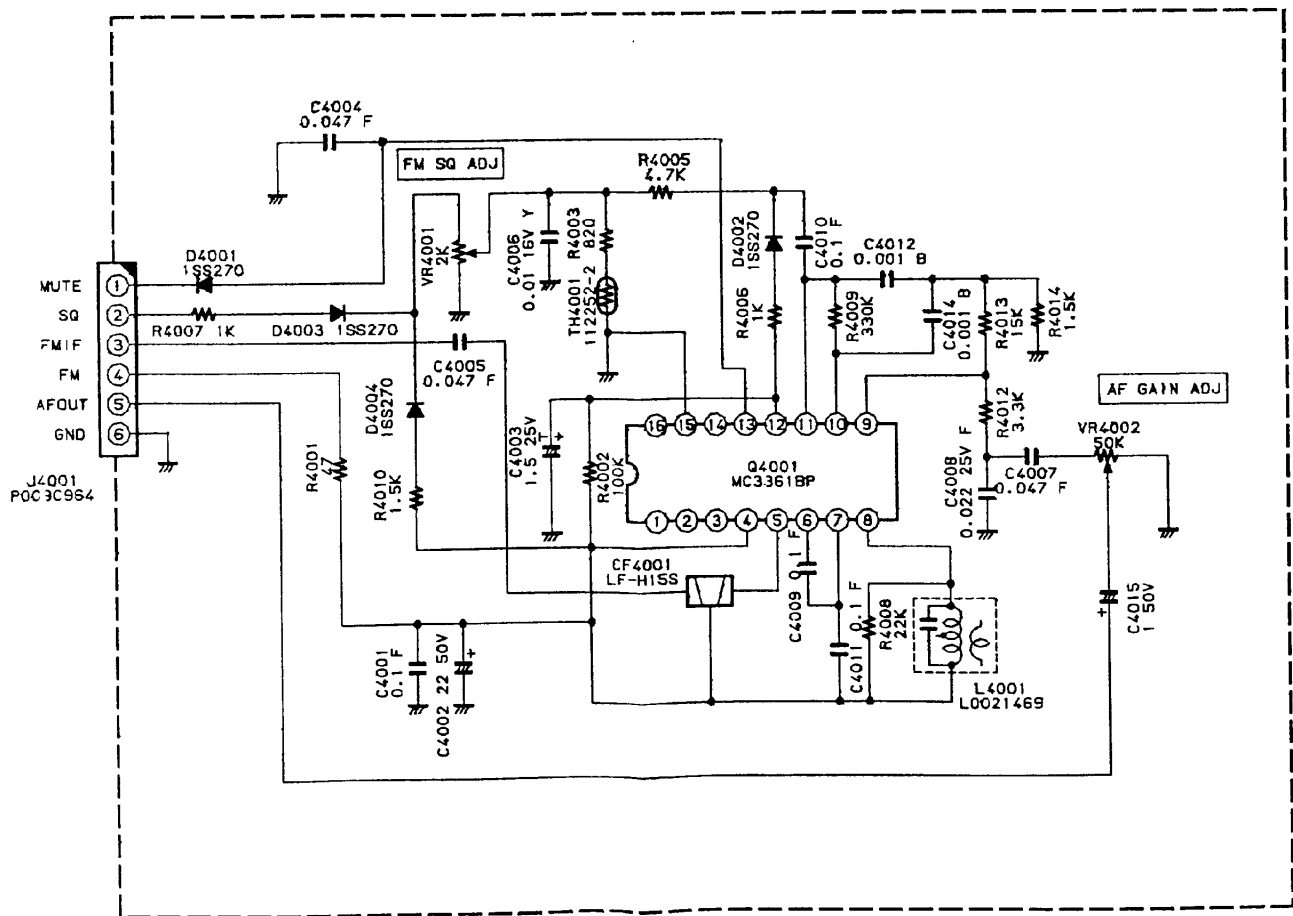 C4004
0.047 F
FM SQ ADJ
R4005
4.7K
D4001
1SS270
VR4001
2K
C4006
0.01 16V Y
R4003
820
TH4001
112252-2
D4002
1SS270
R4006
1K
C4010
0.1 F
C4012
0.001 B
R4009
330K
C4014
0.001 B
R4013
15K
R4014
1.5K
MUTE
1
SQ
2
R4007 1K
D4003 1SS270
FMIF
3
C4005
0.047 F
FM
4
AFOUT
5
GND
6
J4001
P0C3C964
D4004
1SS270
R4001
47
R4010
1.5K
C4003
1.5 25V
T
+
R4002
100K
16 15 14 13 12 11 10 9
Q4001
MC3361BP
1 2 3 4 5 6 7 8
R4012
3.3K
AF GAIN ADJ
VR4002
50K
C4008
0.022 25V F
C4007
0.047 F
CF4001
LF-H15S
C4009 0.1 F
C4011 0.1 F
R4008
22K
L4001
L0021469
C4001
0.1 F
C4002 22 50V
+
+
C4015
1 50V